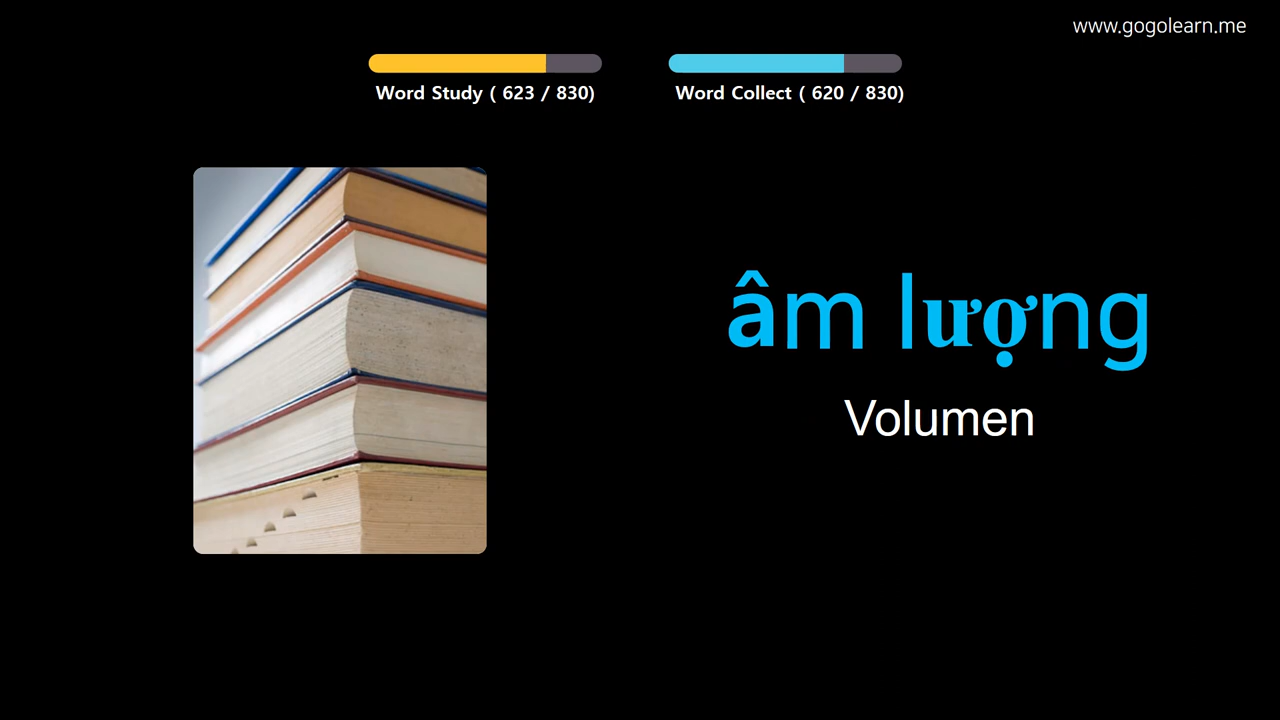 www.gogolearn.me
Word Study ( 623 / 830)
Word Collect ( 620 / 830)
âm lượng
Volumen